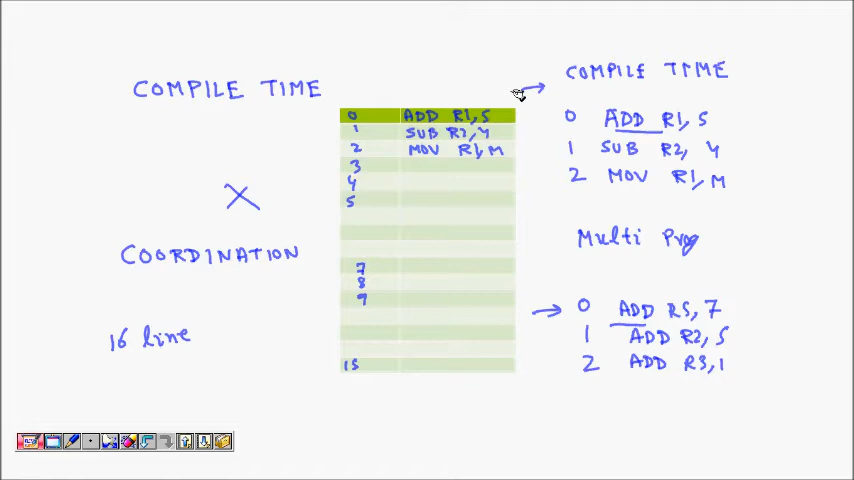 COMPILE TIME
X
COORDINATION
16 line
0 ADD R1, 5
1 SUB R2, 4
2 MOV R1, M
3
4
5
7
8
9
15
COMPILE TIME
0 ADD R1, 5
1 SUB R2, 4
2 MOV R1, M
Multi Prog
0 ADD R5, 7
1 ADD R2, 5
2 ADD R3, 1